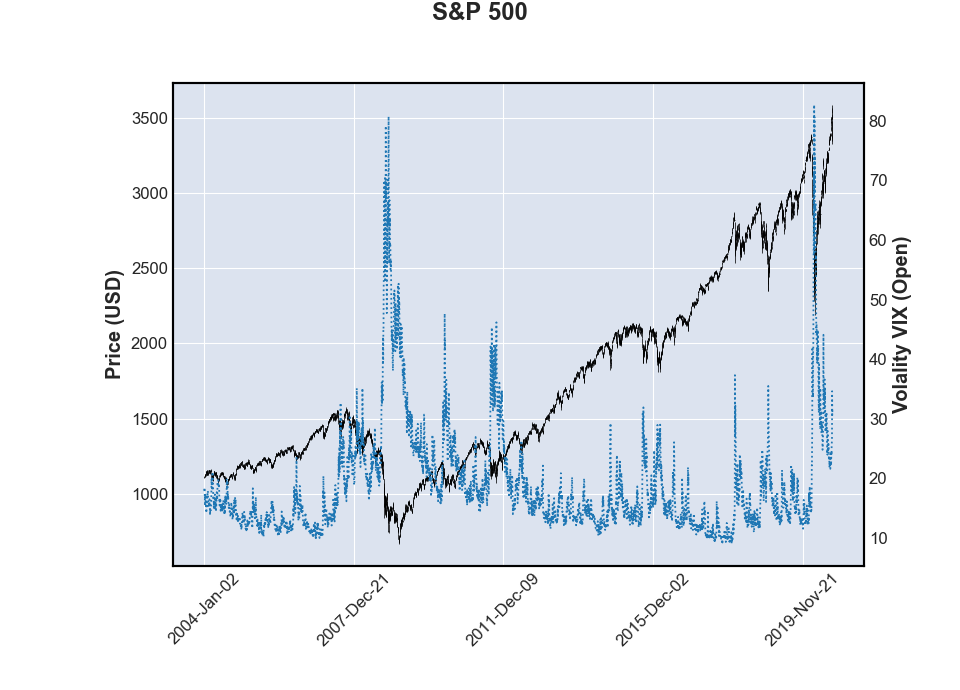 S&P 500
Price (USD)
3500
3000
2500
2000
1500
1000
80
70
60
50
40
30
20
10
Volality VIX (Open)
2004-Jan-02
2007-Dec-21
2011-Dec-09
2015-Dec-02
2019-Nov-21